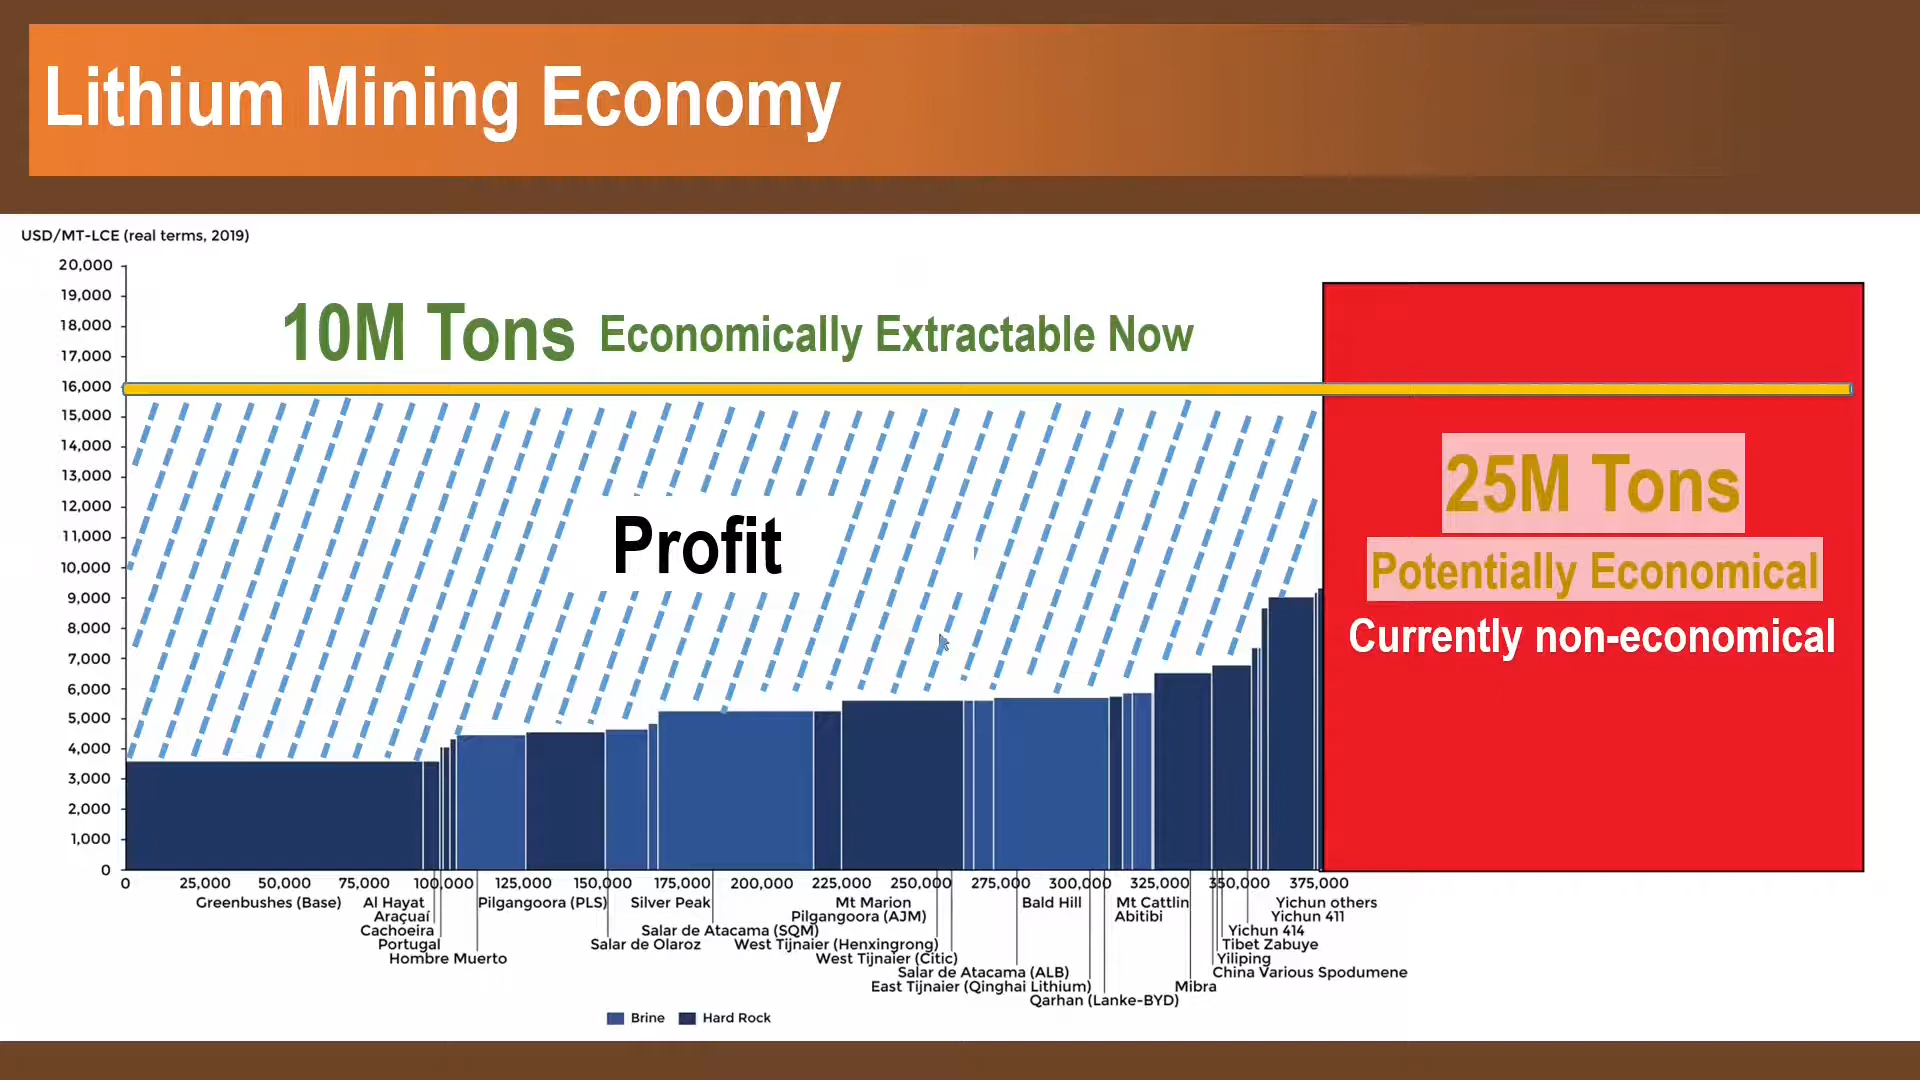 Lithium Mining Economy
USD/MT-LCE (real terms, 2019)
20,000
19,000
18,000
17,000
16,000
15,000
14,000
13,000
12,000
11,000
10,000
9,000
8,000
7,000
6,000
5,000
4,000
3,000
2,000
1,000
0
10M Tons Economically Extractable Now
Profit
25M Tons
Potentially Economical
Currently non-economical
0 25,000 50,000 75,000 100,000 125,000 150,000 175,000 200,000 225,000 250,000 275,000 300,000 325,000 350,000 375,000
Greenbushes (Base) Al Hayat Pilgangoora (PLS) Silver Peak Mt Marion Bald Hill Mt Cattlin Yichun others
Araçuaí Pilgangoora (AJM) Abitibi Yichun 411
Cachoeira Salar de Atacama (SQM) Yichun 414
Portugal Salar de Olaroz West Tijnaier (Henxingrong) Tibet Zabuye
Hombre Muerto West Tijnaier (Citic) Yiliping
Salar de Atacama (ALB) China Various Spodumene
East Tijnaier (Qinghai Lithium) Mibra
Qarhan (Lanke-BYD)
Brine Hard Rock